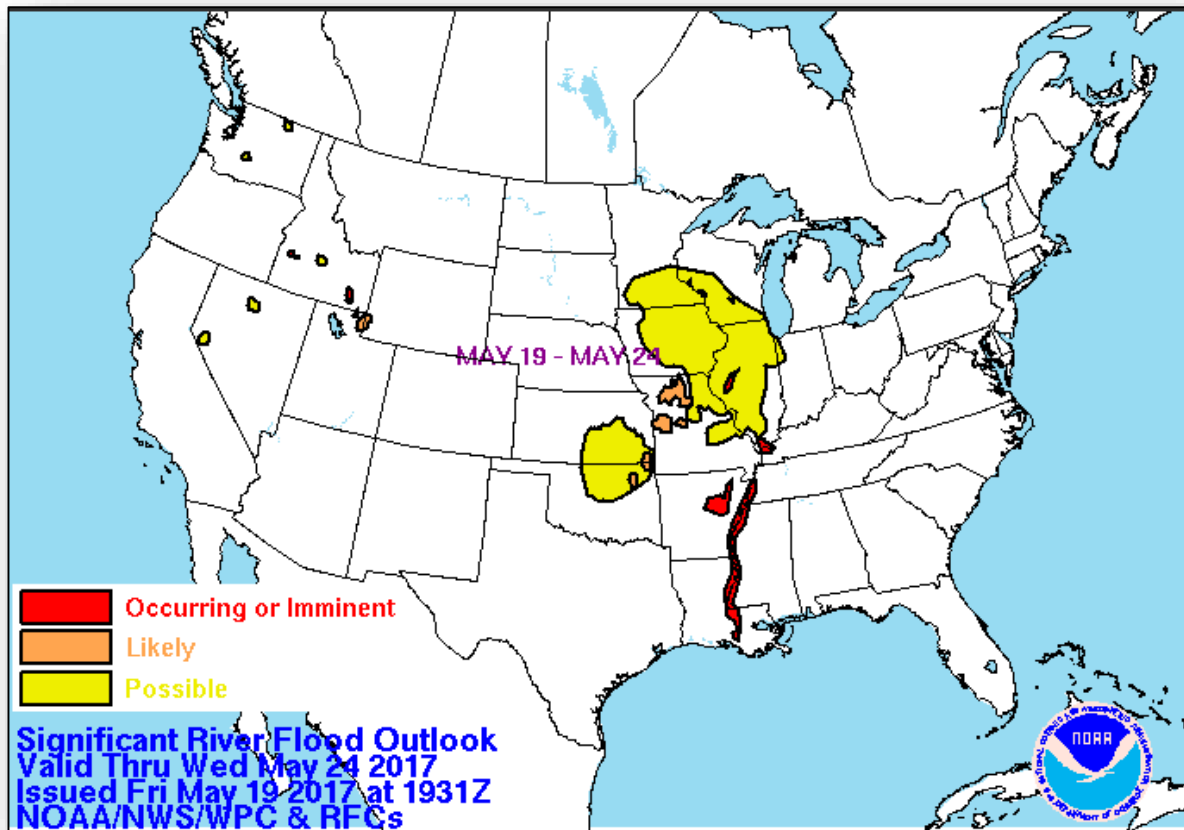 MAY 19 - MAY 24
Occurring or Imminent
Likely
Possible
Significant River Flood Outlook
Valid Thru Wed May 24 2017
Issued Fri May 19 2017 at 1931Z
NOAA/NWS/WPC & RFCs
NOAA